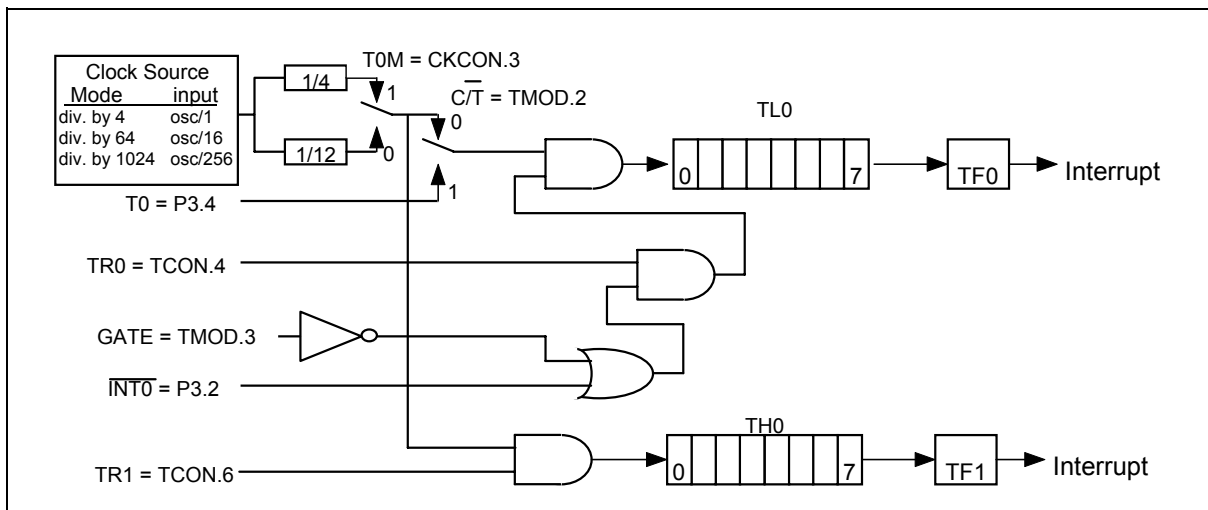 Clock Source
Mode input
div. by 4 osc/1
div. by 64 osc/16
div. by 1024 osc/256
1/4
1/12
T0M = CKCON.3
1
0
C/T̅ = TMOD.2
0
1
T0 = P3.4
TL0
0 7
TF0
Interrupt
TR0 = TCON.4
GATE = TMOD.3
I̅N̅T̅0̅ = P3.2
TR1 = TCON.6
TH0
0 7
TF1
Interrupt